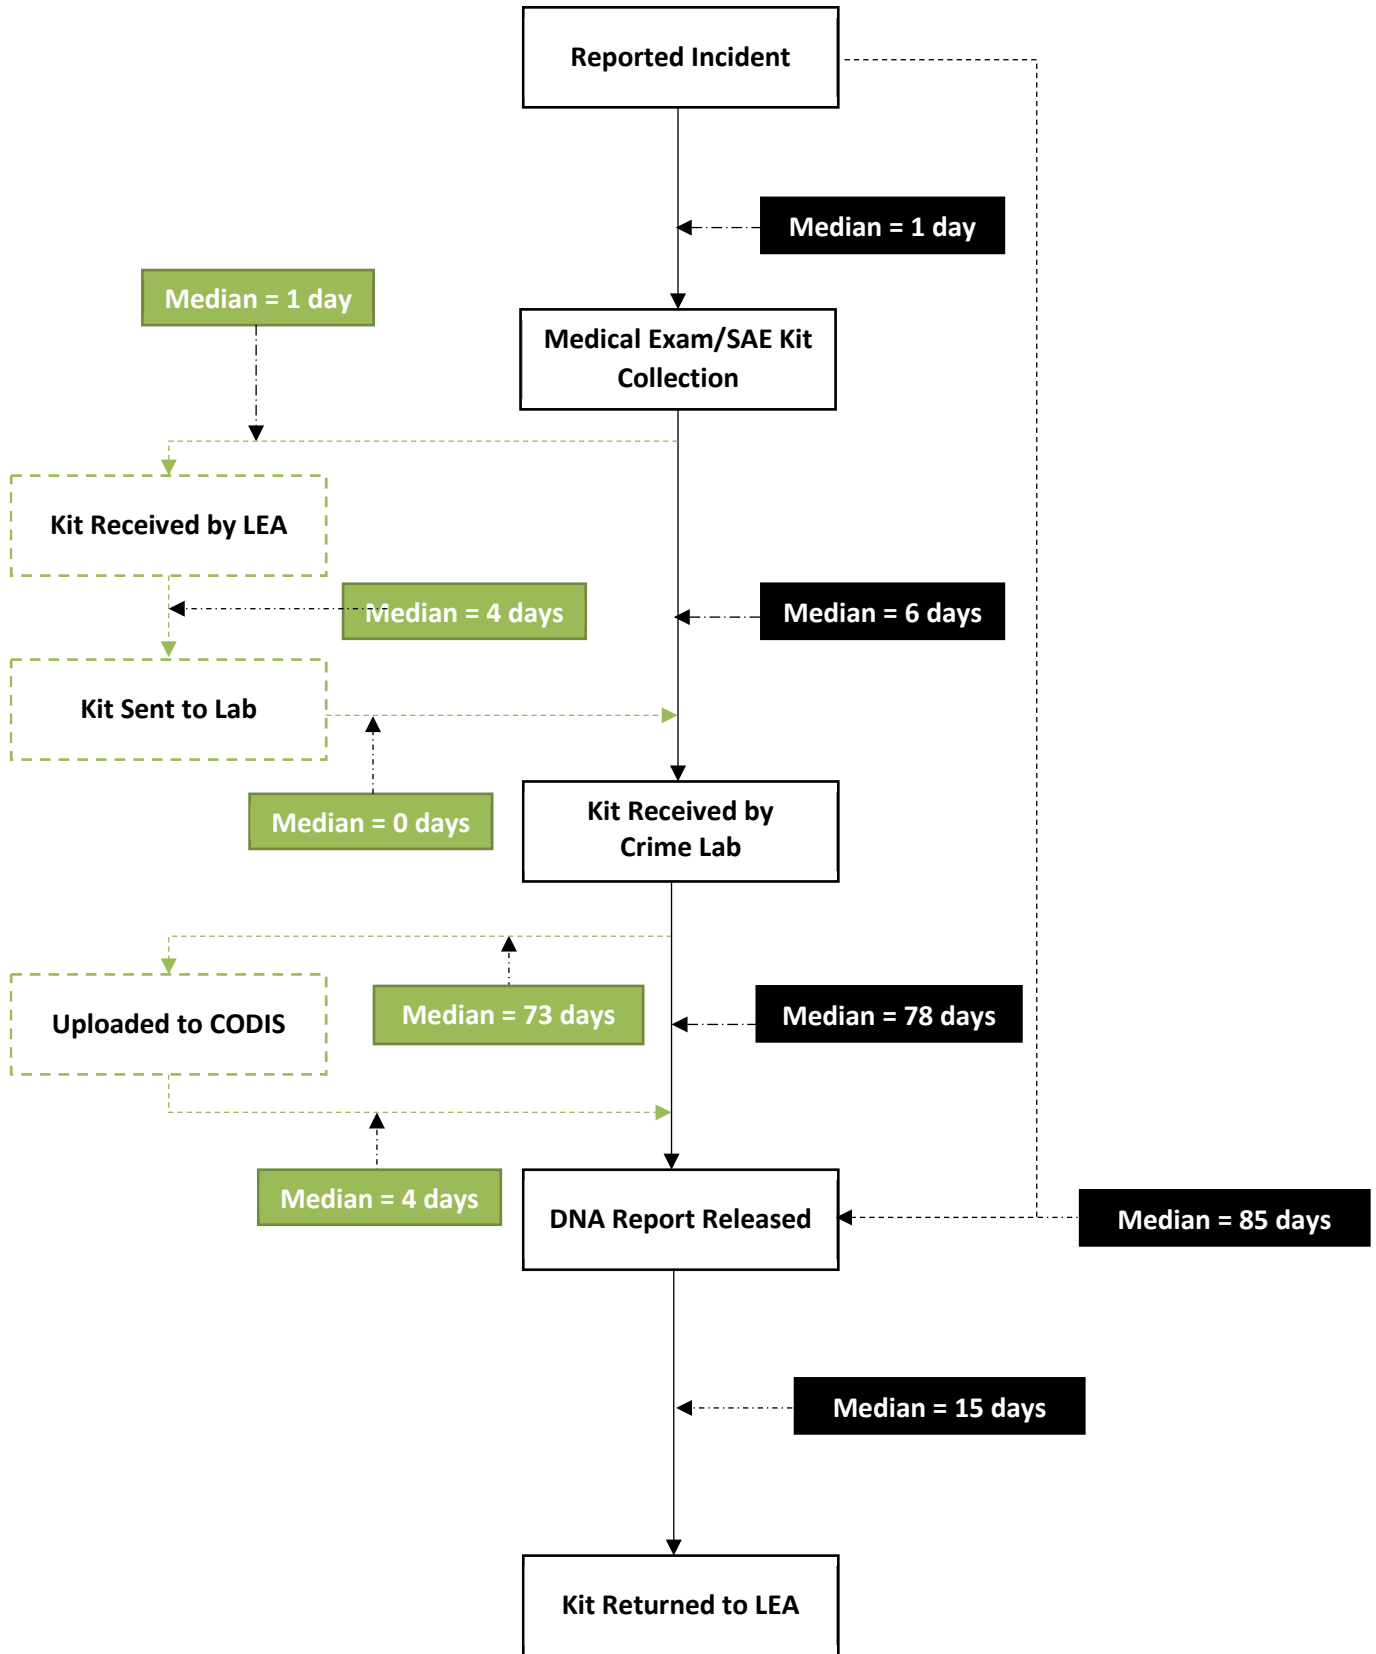 Reported Incident
Median = 1 day
Median = 1 day
Medical Exam/SAE Kit
Collection
Kit Received by LEA
Median = 4 days
Median = 6 days
Kit Sent to Lab
Median = 0 days
Kit Received by
Crime Lab
Uploaded to CODIS
Median = 73 days
Median = 78 days
Median = 4 days
DNA Report Released
Median = 85 days
Median = 15 days
Kit Returned to LEA